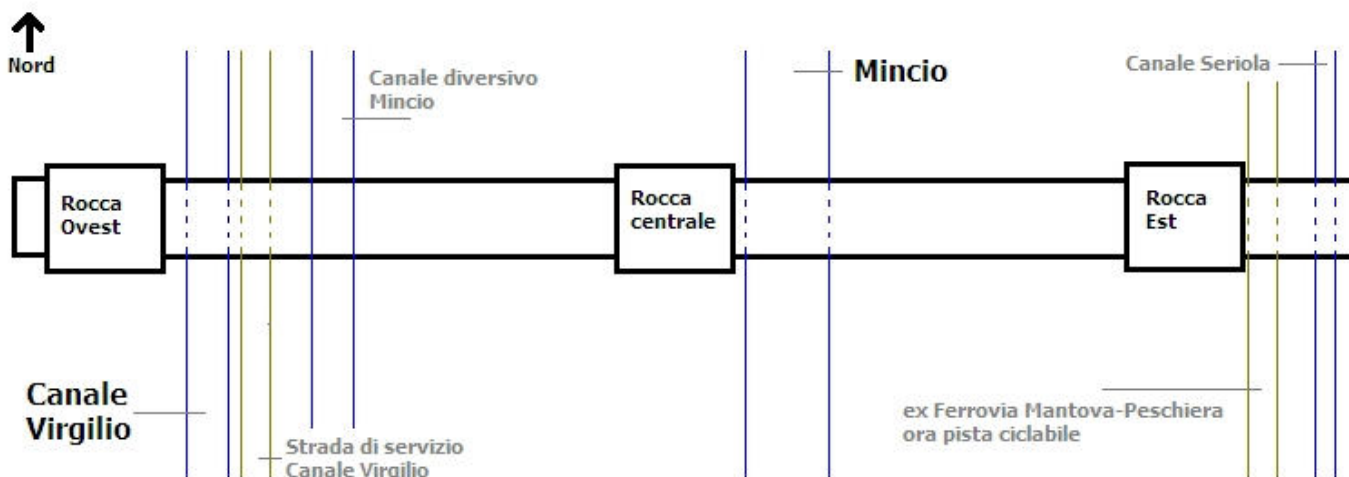 Nord
Canale diversivo
Mincio
Mincio
Canale Seriola
Rocca
Ovest
Rocca
centrale
Rocca
Est
Canale
Virgilio
Strada di servizio
Canale Virgilio
ex Ferrovia Mantova-Peschiera
ora pista ciclabile